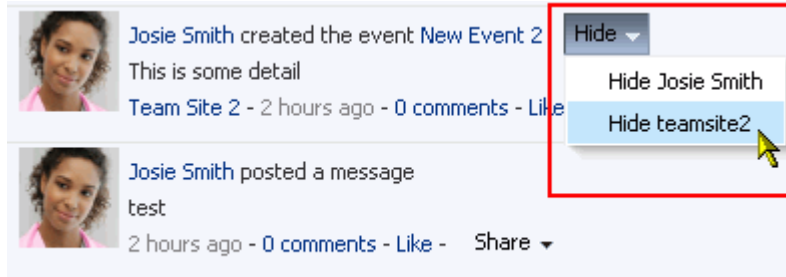 Josie Smith created the event New Event 2 Hide
This is some detail
Hide Josie Smith
Team Site 2 - 2 hours ago - 0 comments - Like
Hide teamsite2
Josie Smith posted a message
test
2 hours ago - 0 comments - Like - Share